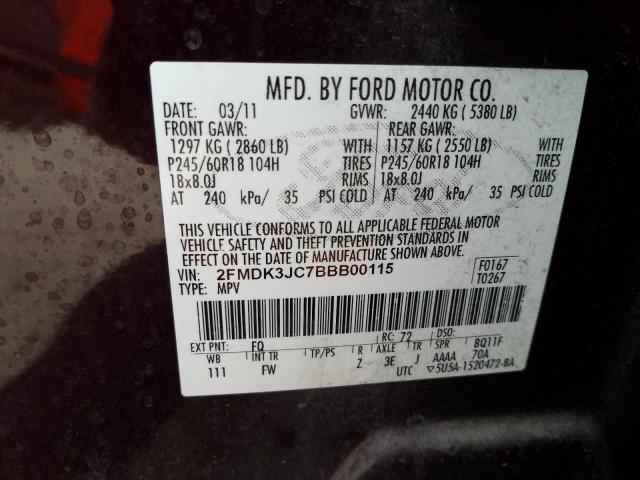 MFD. BY FORD MOTOR CO.
DATE: 03/11 GVWR: 2440 KG ( 5380 LB)
FRONT GAWR: REAR GAWR:
1297 KG ( 2860 LB) WITH 1157 KG ( 2550 LB) WITH
P245/60R18 104H TIRES P245/60R18 104H TIRES
18x8.0J RIMS 18x8.0J RIMS
AT 240 kPa/ 35 PSI COLD AT 240 kPa/ 35 PSI COLD
THIS VEHICLE CONFORMS TO ALL APPLICABLE FEDERAL MOTOR
VEHICLE SAFETY AND THEFT PREVENTION STANDARDS IN
EFFECT ON THE DATE OF MANUFACTURE SHOWN ABOVE.
VIN: 2FMDK3JC7BBB00115 F0167
TYPE: MPV T0267
EXT PNT: FQ RC: 72 DSO:
WB INT TR TP/PS R AXLE TR SPR BQ11F
111 FW Z 3E J AAAA 70A
UTC ▽5U5A-1520472-BA